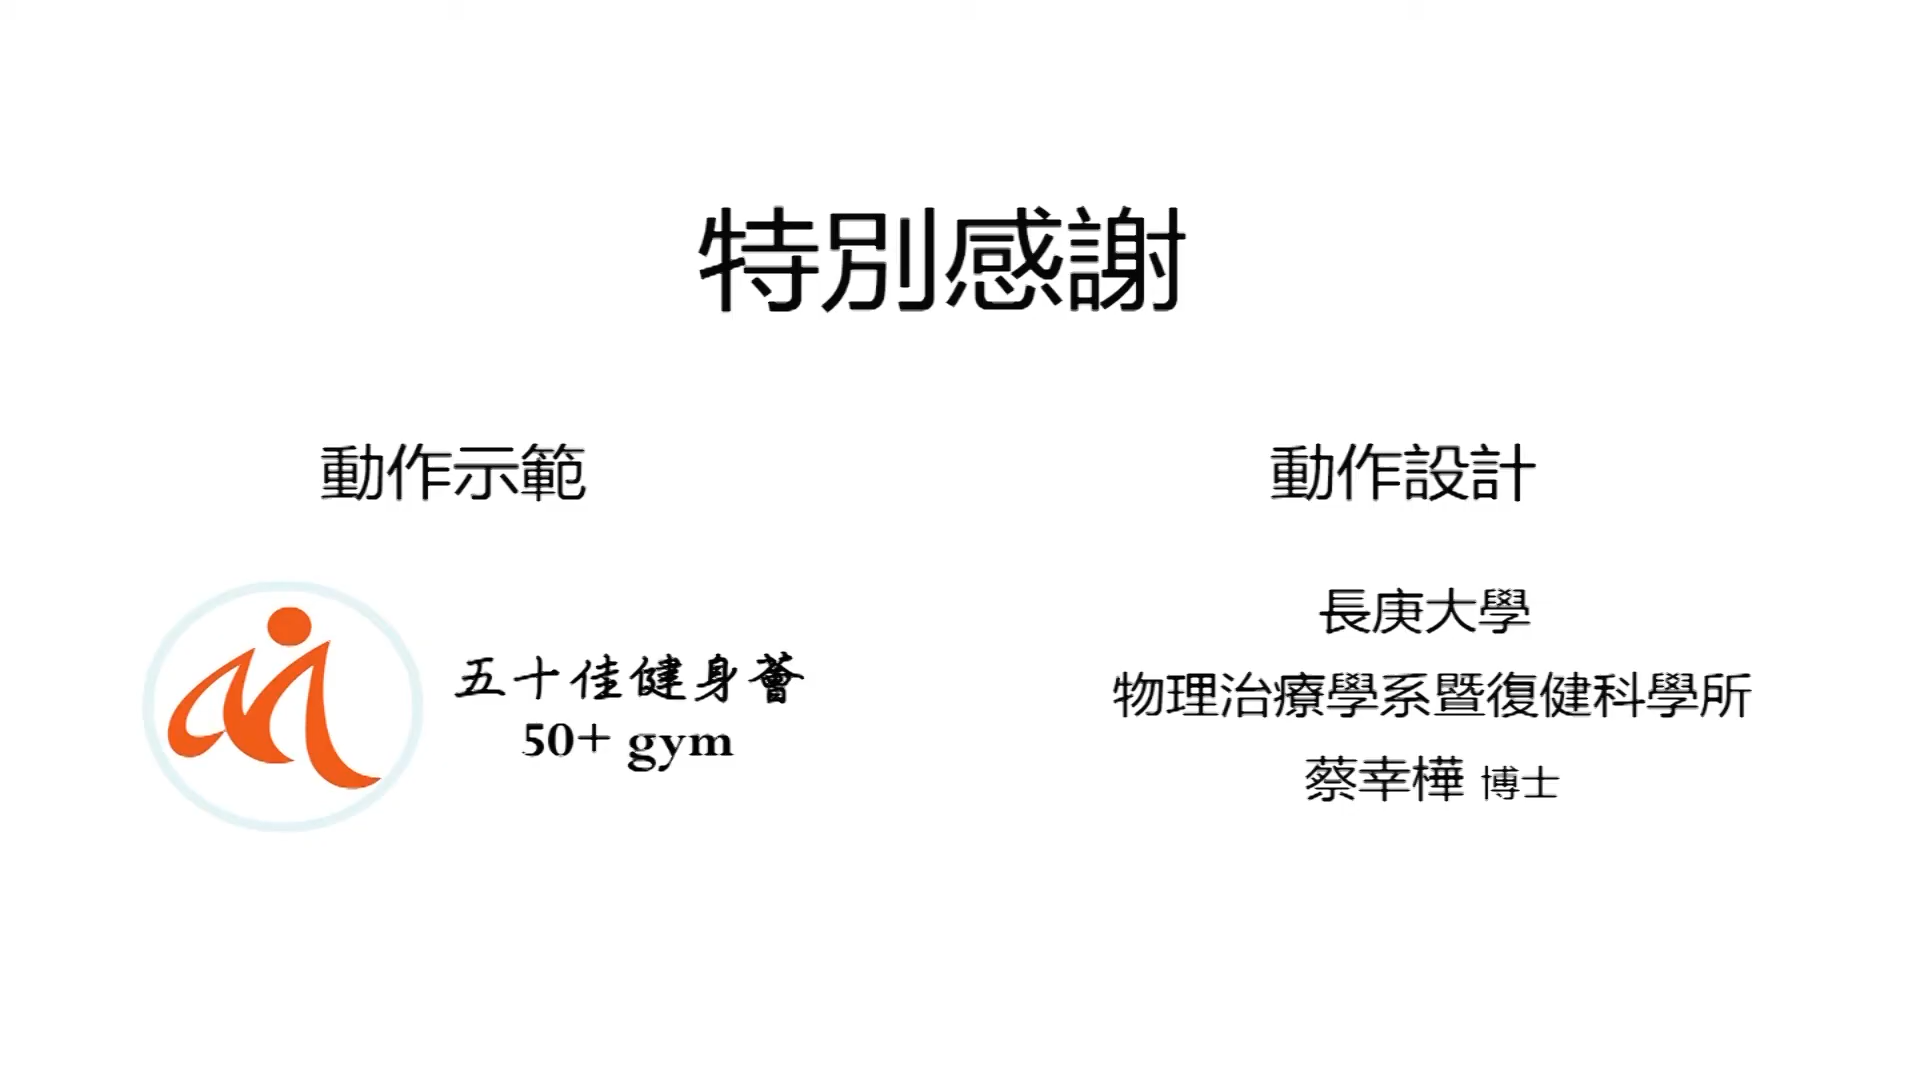 特別感謝
動作示範
五十佳健身薈
50+ gym
動作設計
長庚大學
物理治療學系暨復健科學所
蔡幸樺 博士